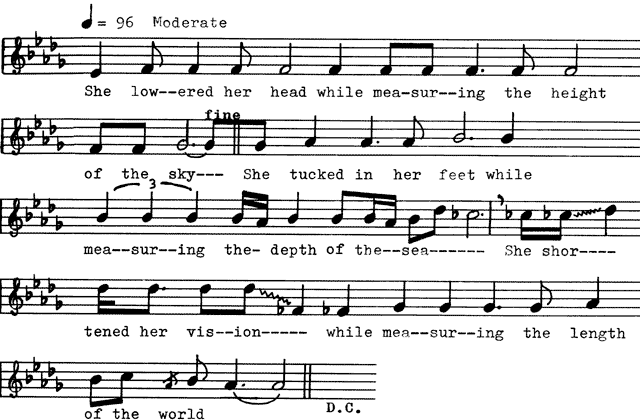 ♩= 96 Moderate
She low--ered her head while mea-sur--ing the height
fine
of the sky--- She tucked in her feet while
3
mea--sur--ing the- depth of the--sea------ She shor----
tened her vis--ion----- while mea--sur--ing the length
of the world
D.C.